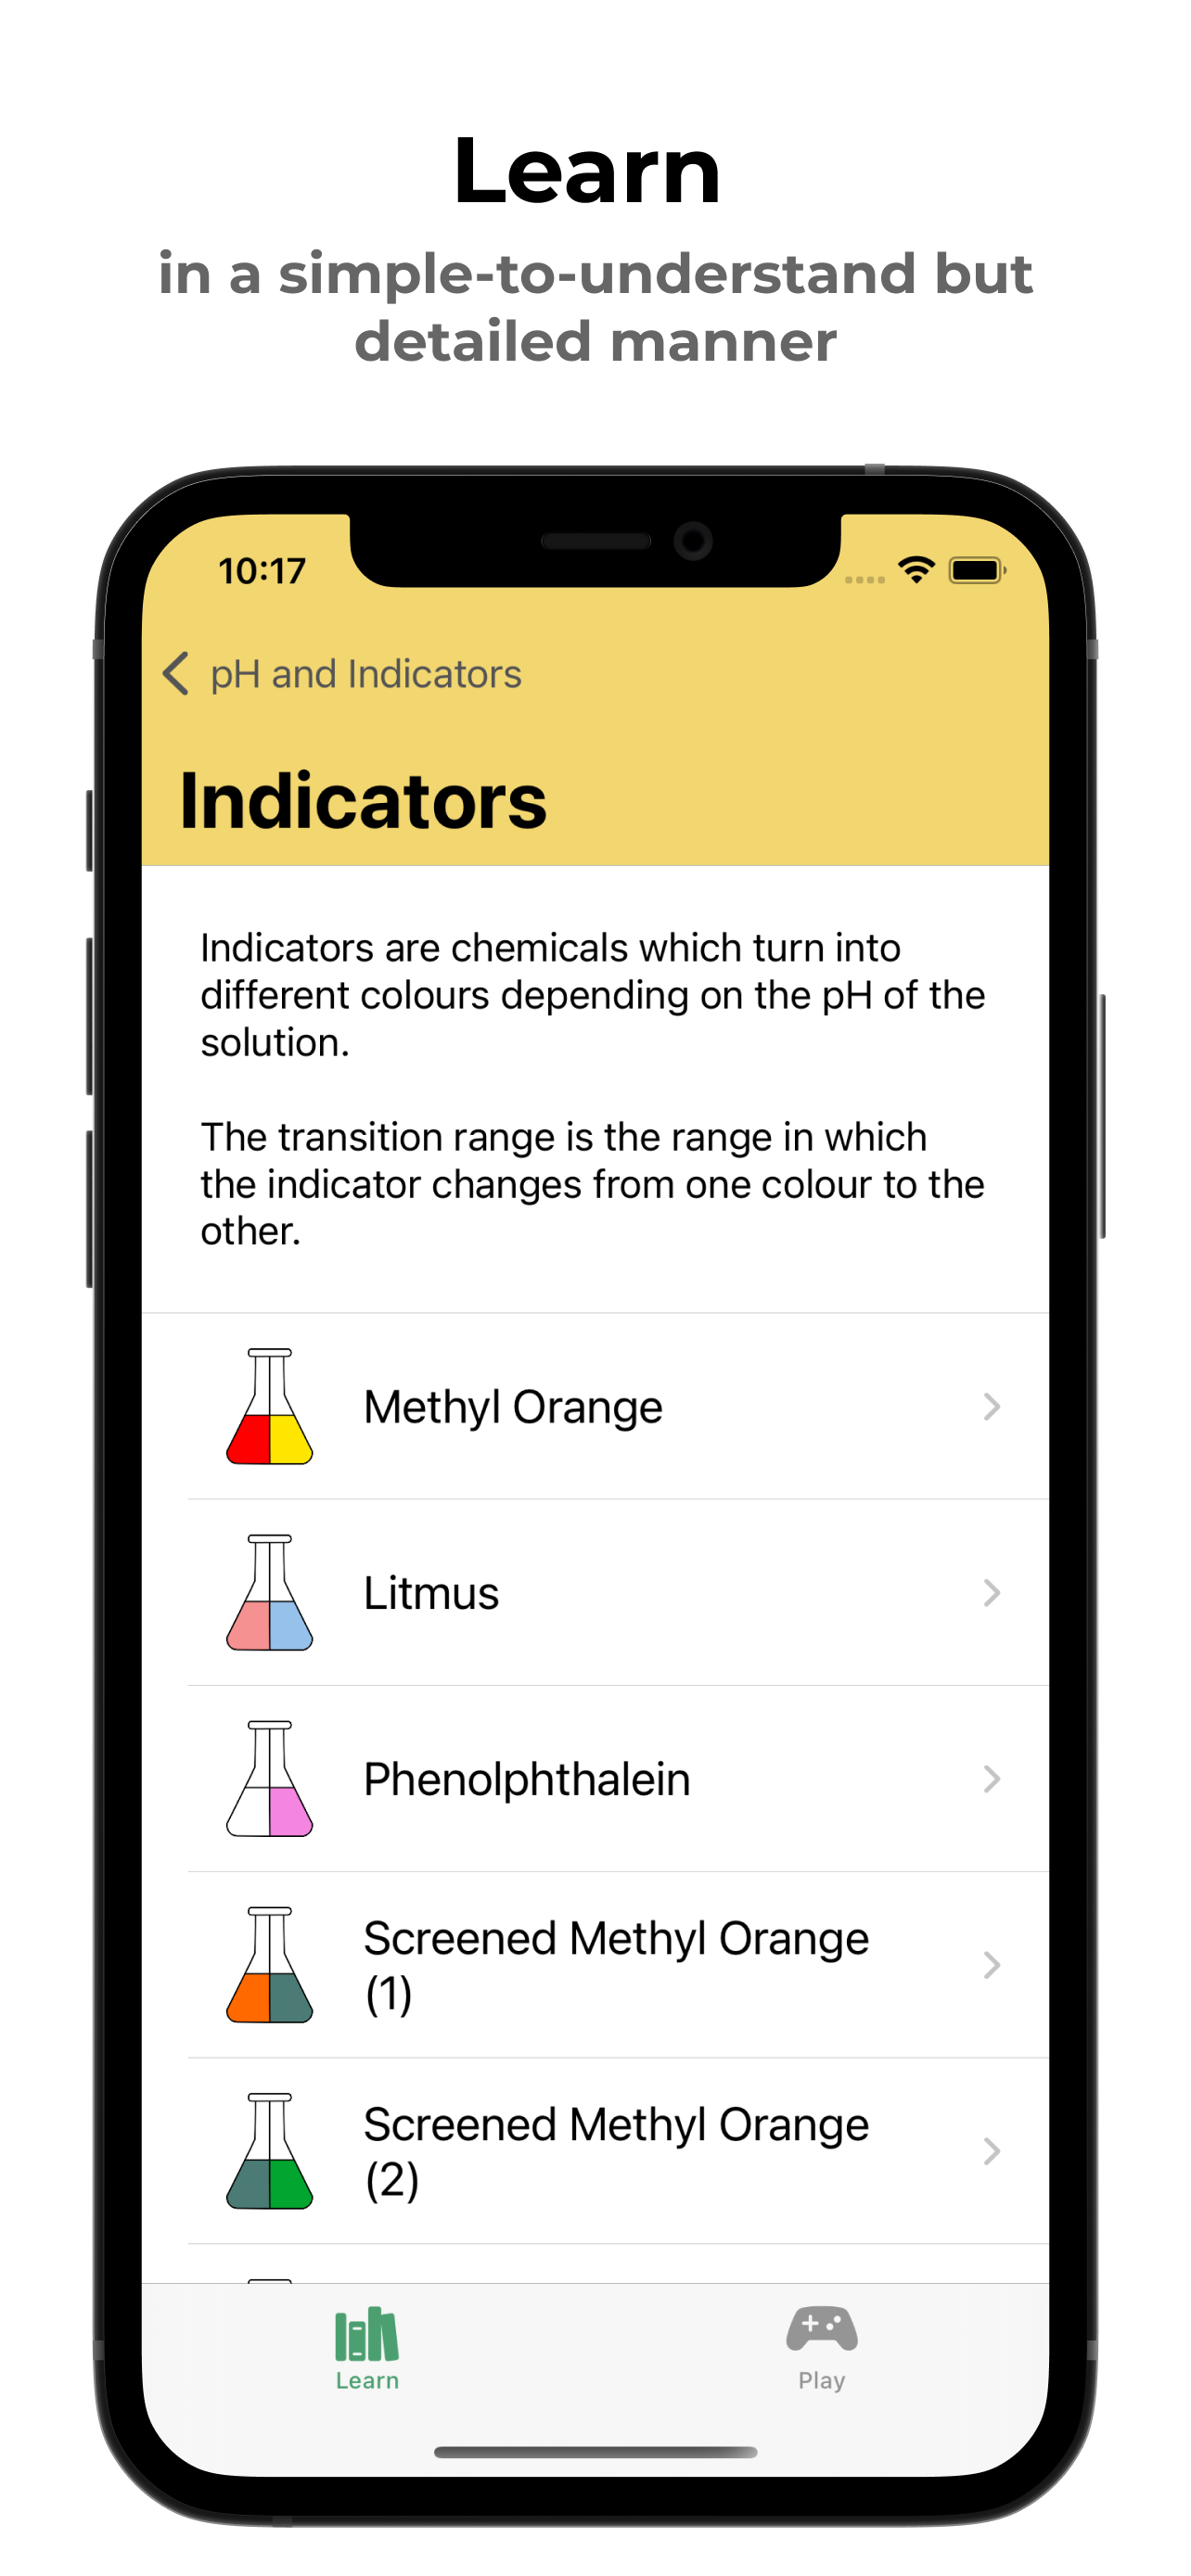 Learn
in a simple-to-understand but
detailed manner
10:17
pH and Indicators
Indicators
Indicators are chemicals which turn into
different colours depending on the pH of the
solution.
The transition range is the range in which
the indicator changes from one colour to the
other.
Methyl Orange
Litmus
Phenolphthalein
Screened Methyl Orange
(1)
Screened Methyl Orange
(2)
Learn
Play